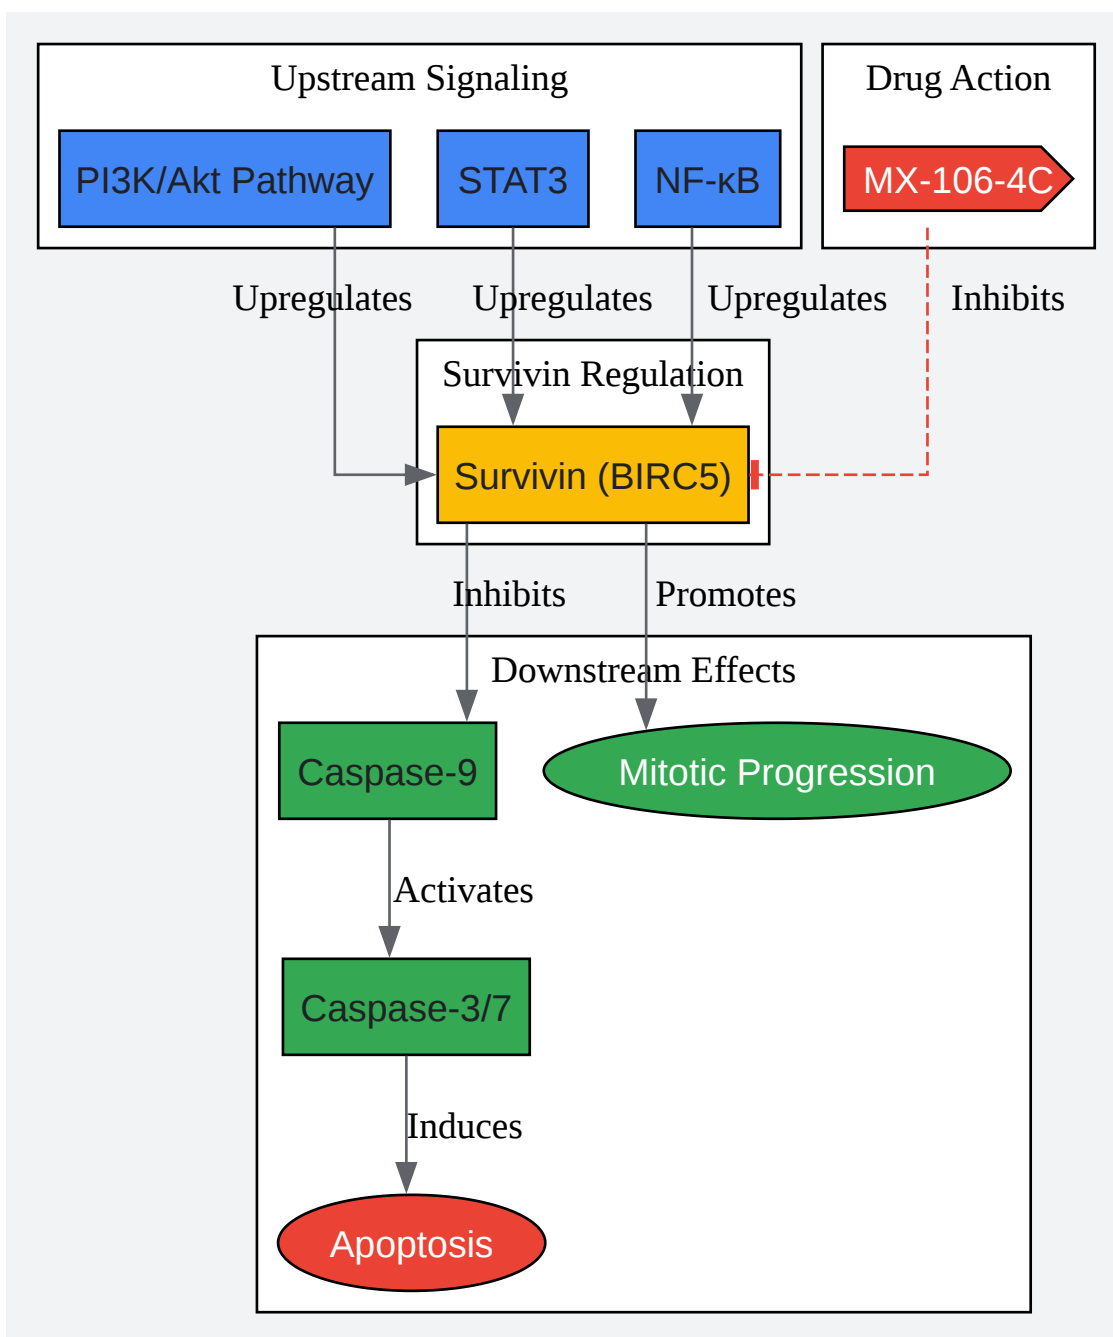 Upstream Signaling
Drug Action
PI3K/Akt Pathway
STAT3
NF-κB
MX-106-4C
Upregulates
Upregulates
Upregulates
Inhibits
Survivin Regulation
Survivin (BIRC5)
Inhibits
Promotes
Downstream Effects
Caspase-9
Mitotic Progression
Activates
Caspase-3/7
Induces
Apoptosis